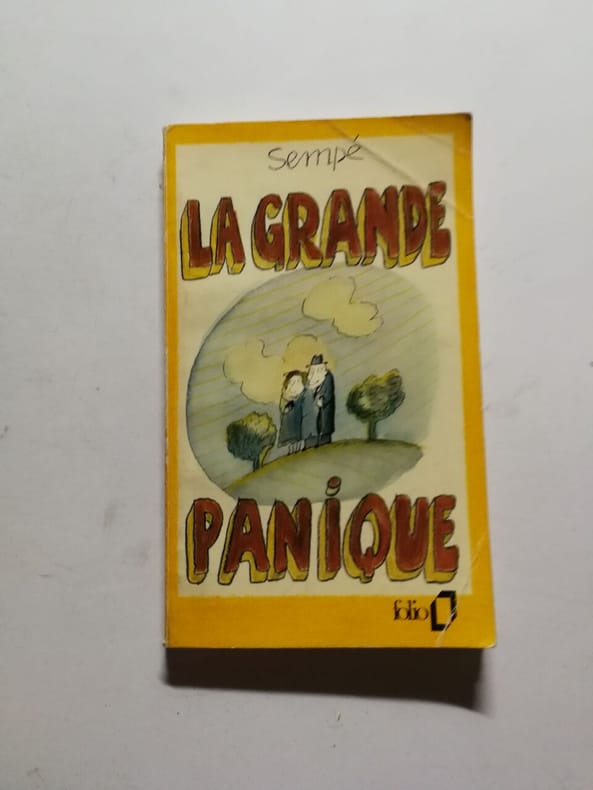 Sempé
LA GRANDE
PANiQUE
folio